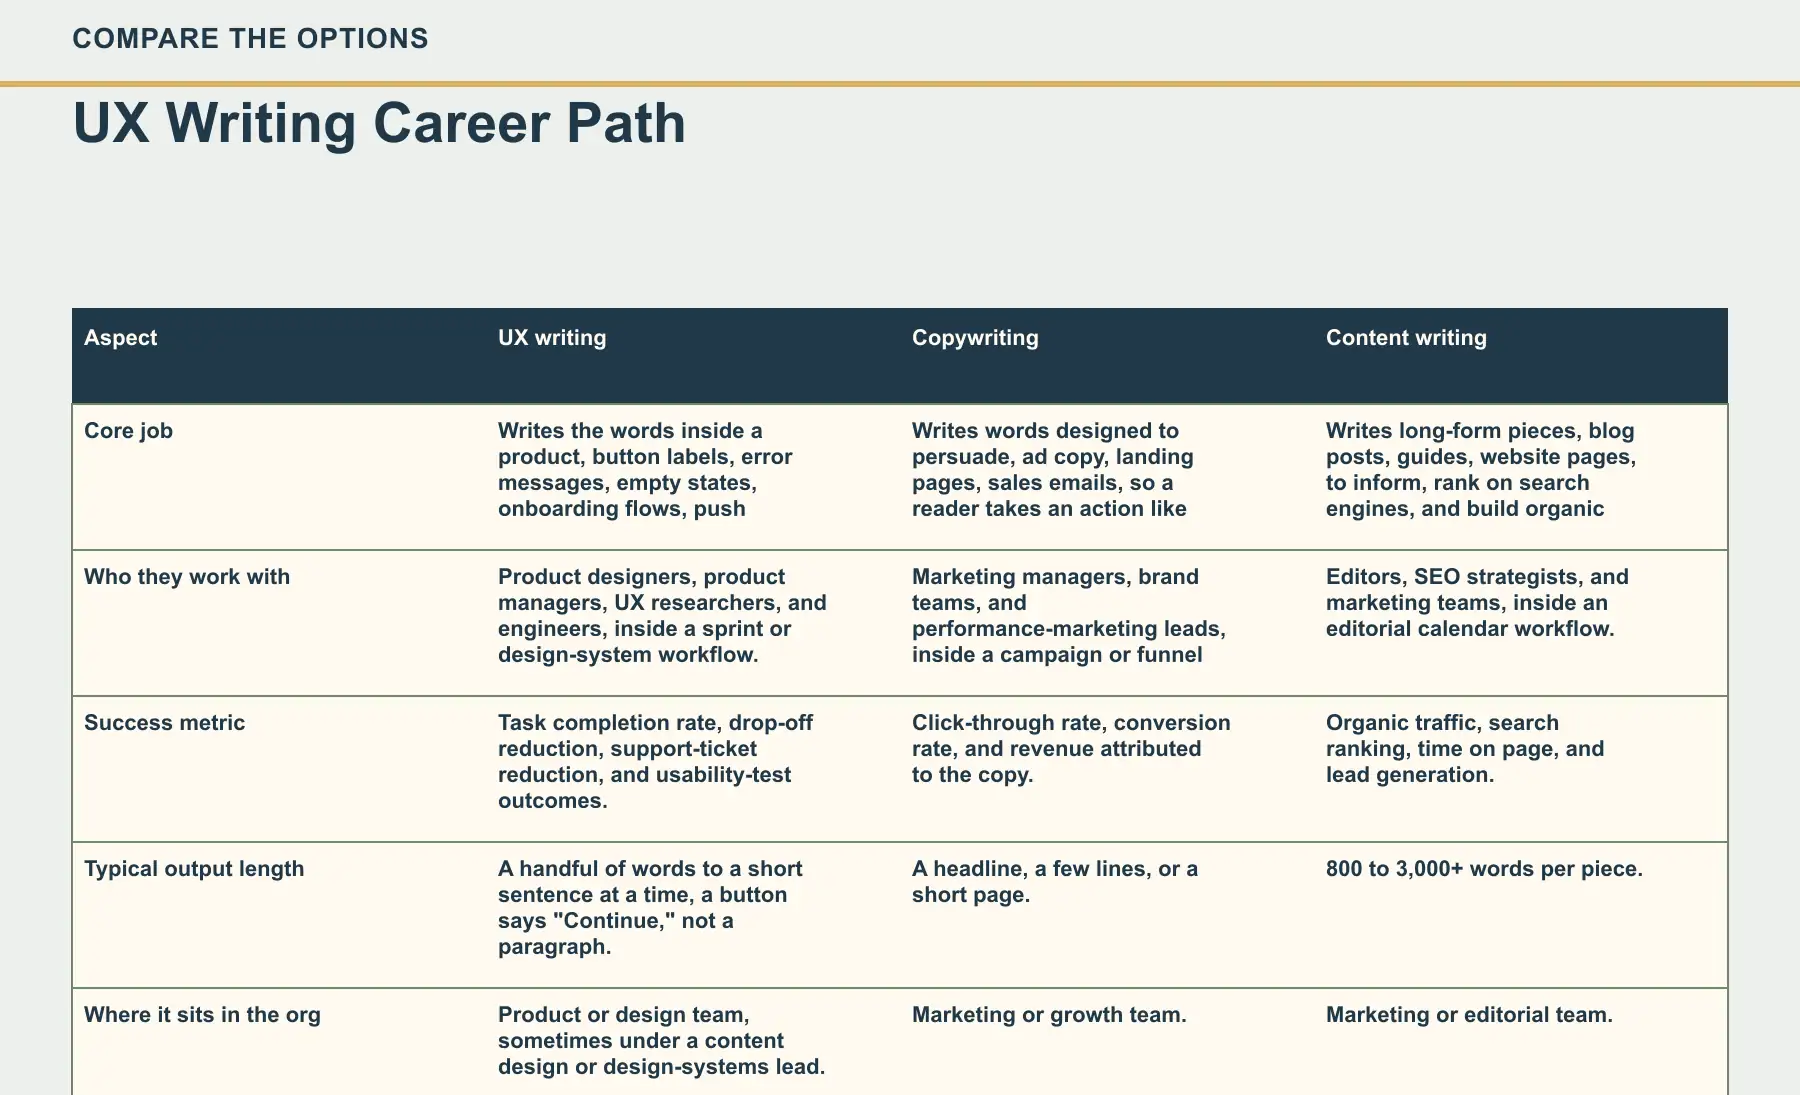 COMPARE THE OPTIONS
UX Writing Career Path
Aspect
UX writing
Copywriting
Content writing
Core job
Writes the words inside a
product, button labels, error
messages, empty states,
onboarding flows, push
Writes words designed to
persuade, ad copy, landing
pages, sales emails, so a
reader takes an action like
Writes long-form pieces, blog
posts, guides, website pages,
to inform, rank on search
engines, and build organic
Who they work with
Product designers, product
managers, UX researchers, and
engineers, inside a sprint or
design-system workflow.
Marketing managers, brand
teams, and
performance-marketing leads,
inside a campaign or funnel
Editors, SEO strategists, and
marketing teams, inside an
editorial calendar workflow.
Success metric
Task completion rate, drop-off
reduction, support-ticket
reduction, and usability-test
outcomes.
Click-through rate, conversion
rate, and revenue attributed
to the copy.
Organic traffic, search
ranking, time on page, and
lead generation.
Typical output length
A handful of words to a short
sentence at a time, a button
says "Continue," not a
paragraph.
A headline, a few lines, or a
short page.
800 to 3,000+ words per piece.
Where it sits in the org
Product or design team,
sometimes under a content
design or design-systems lead.
Marketing or growth team.
Marketing or editorial team.